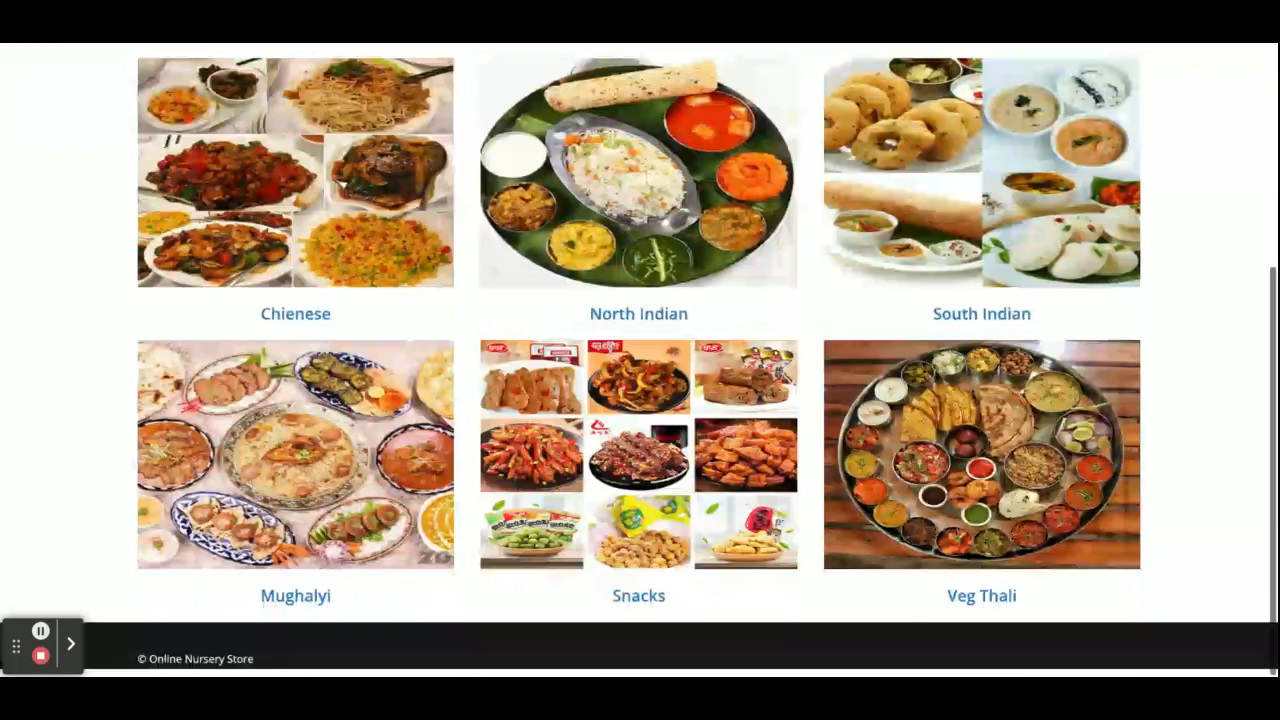 Chienese
North Indian
South Indian
Mughalyi
Snacks
Veg Thali
© Online Nursery Store